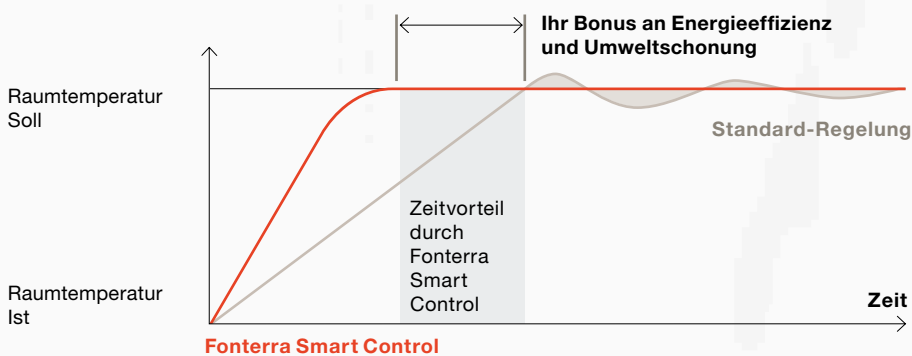 Ihr Bonus an Energieeffizienz
und Umweltschonung
Raumtemperatur
Soll
Standard-Regelung
Zeitvorteil
durch
Fonterra
Smart
Control
Raumtemperatur
Ist
Zeit
Fonterra Smart Control